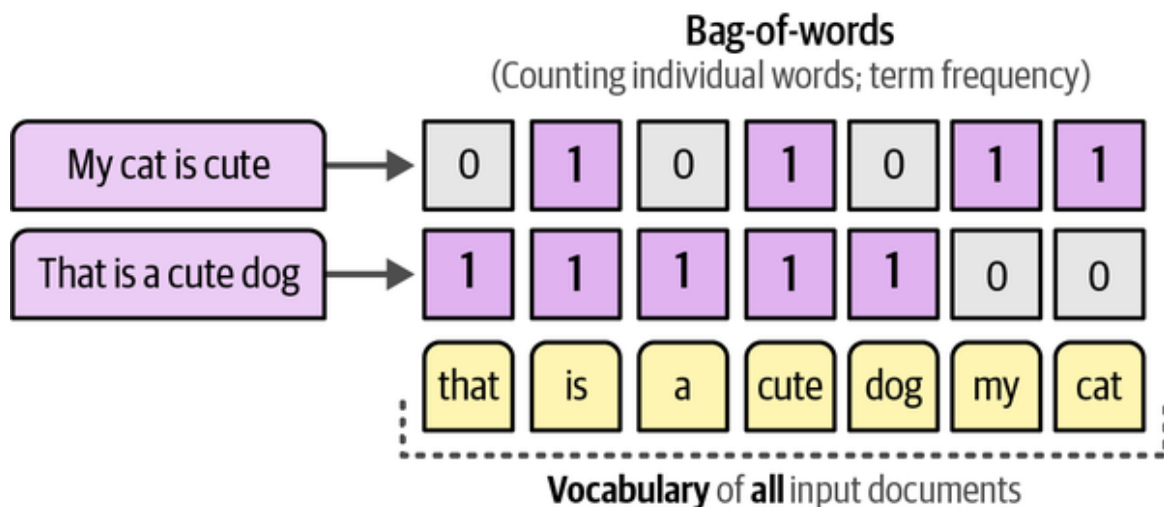 Bag-of-words
(Counting individual words; term frequency)
My cat is cute 0 1 0 1 0 1 1
That is a cute dog 1 1 1 1 1 0 0
that is a cute dog my cat
Vocabulary of all input documents